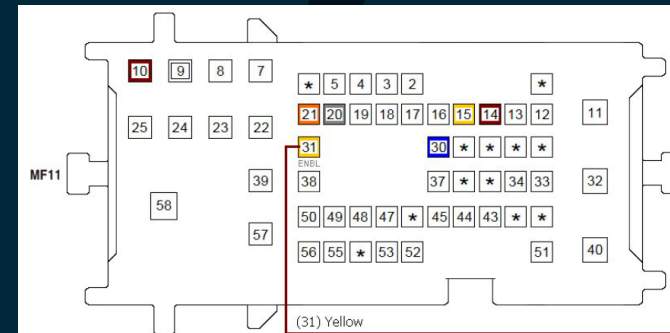 10 9 8 7
* 5 4 3 2 *
21 20 19 18 17 16 15 14 13 12 11
25 24 23 22
31 30 * * * *
ENBL
MF11
39 38 37 * * 34 33 32
58
50 49 48 47 * 45 44 43 * *
57
56 55 * 53 52 51 40
(31) Yellow